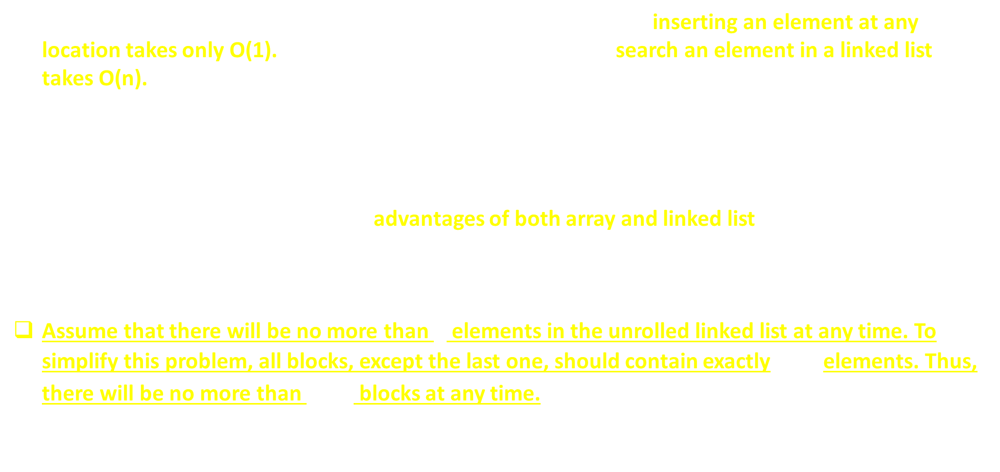 inserting an element at any
location takes only O(1). search an element in a linked list
takes O(n).
advantages of both array and linked list
❑ Assume that there will be no more than elements in the unrolled linked list at any time. To
simplify this problem, all blocks, except the last one, should contain exactly elements. Thus,
there will be no more than blocks at any time.